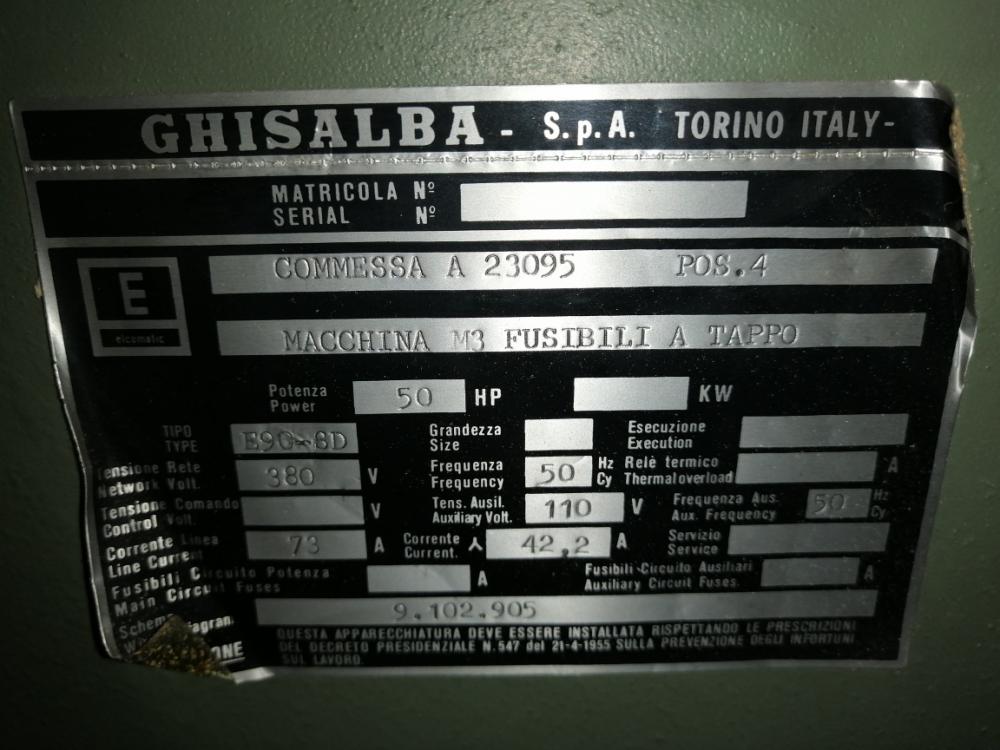 GHISALBA - S.p.A. TORINO ITALY-
MATRICOLA Nº
SERIAL Nº
COMMESSA A 23095 POS.4
E
elcomatic
MACCHINA M3 FUSIBILI A TAPPO
Potenza
Power 50 HP KW
TIPO
TYPE
Grandezza
Size
Esecuzione
Execution
Tensione Rete
Network Volt. 380 V
Frequenza
Frequency 50 Hz
Cy
Relè termico
Thermal overload A
Tensione Comando
Control Volt. V
Tens. Ausil.
Auxiliary Volt. 110 V
Frequenza Aus.
Aux. Frequency 50 Hz
Cy
Corrente Linea
Line Current 73 A
Corrente
Current. 42,2 A
Servizio
Service
Fusibili Circuito Potenza
Main Circuit Fuses A
Fusibili Circuito Ausiliari
Auxiliary Circuit Fuses. A
9.102.905
QUESTA APPARECCHIATURA DEVE ESSERE INSTALLATA RISPETTANDO LE PRESCRIZIONI
DEL DECRETO PRESIDENZIALE N.547 del 21-4-1955 SULLA PREVENZIONE DEGLI INFORTUNI
SUL LAVORO.